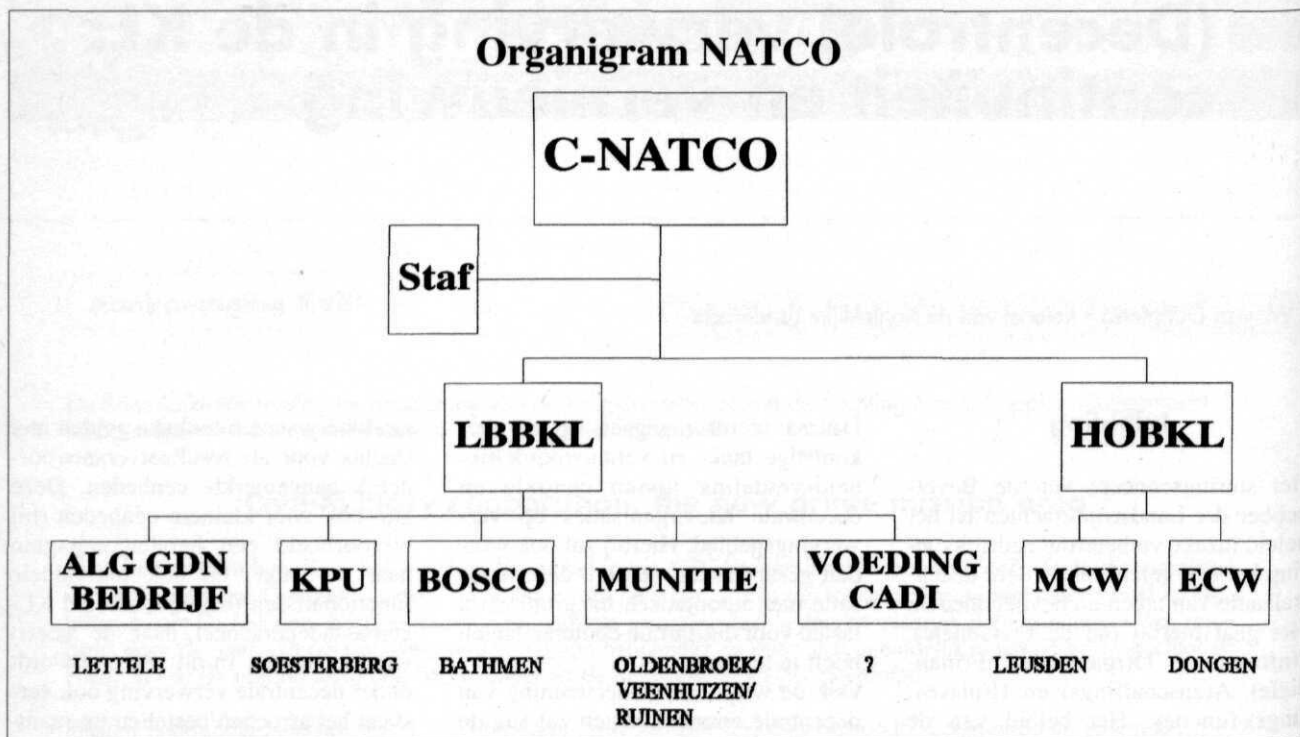 Organigram NATCO
C-NATCO
Staf
LBBKL
HOBKL
ALG GDN
BEDRIJF
KPU
BOSCO
MUNITIE
VOEDING
CADI
MCW
ECW
LETTELE
SOESTERBERG
BATHMEN
OLDENBROEK/
VEENHUIZEN/
RUINEN
?
LEUSDEN
DONGEN